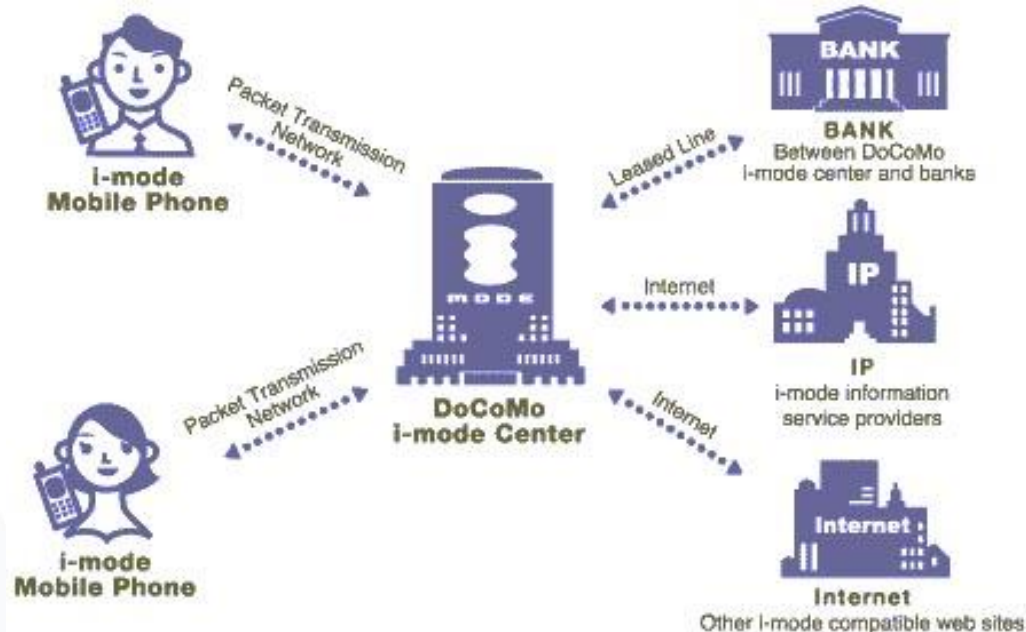 i-mode
Mobile Phone
Packet Transmission
Network
i-mode
Mobile Phone
Packet Transmission
Network
MODE
DoCoMo
i-mode Center
Leased Line
BANK
BANK
Between DoCoMo
i-mode center and banks
Internet
IP
IP
i-mode information
service providers
Internet
Internet
Internet
Other i-mode compatible web sites